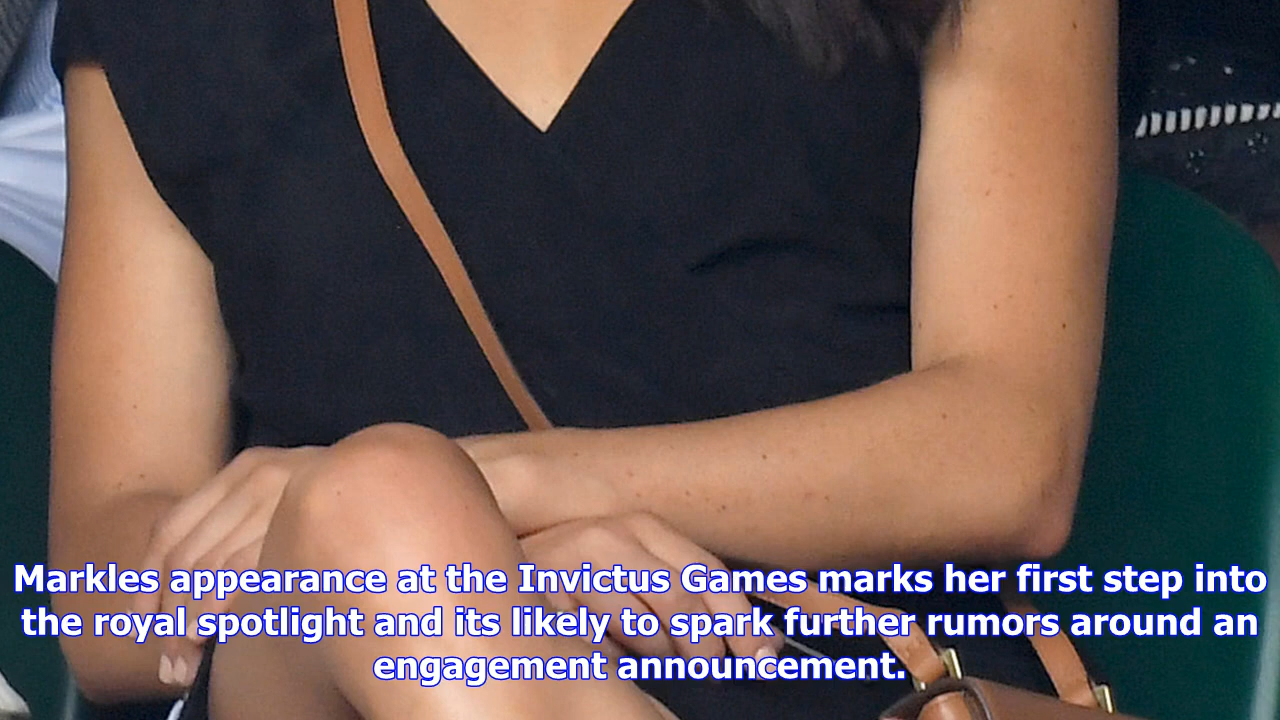 Markles appearance at the Invictus Games marks her first step into
the royal spotlight and its likely to spark further rumors around an
engagement announcement.